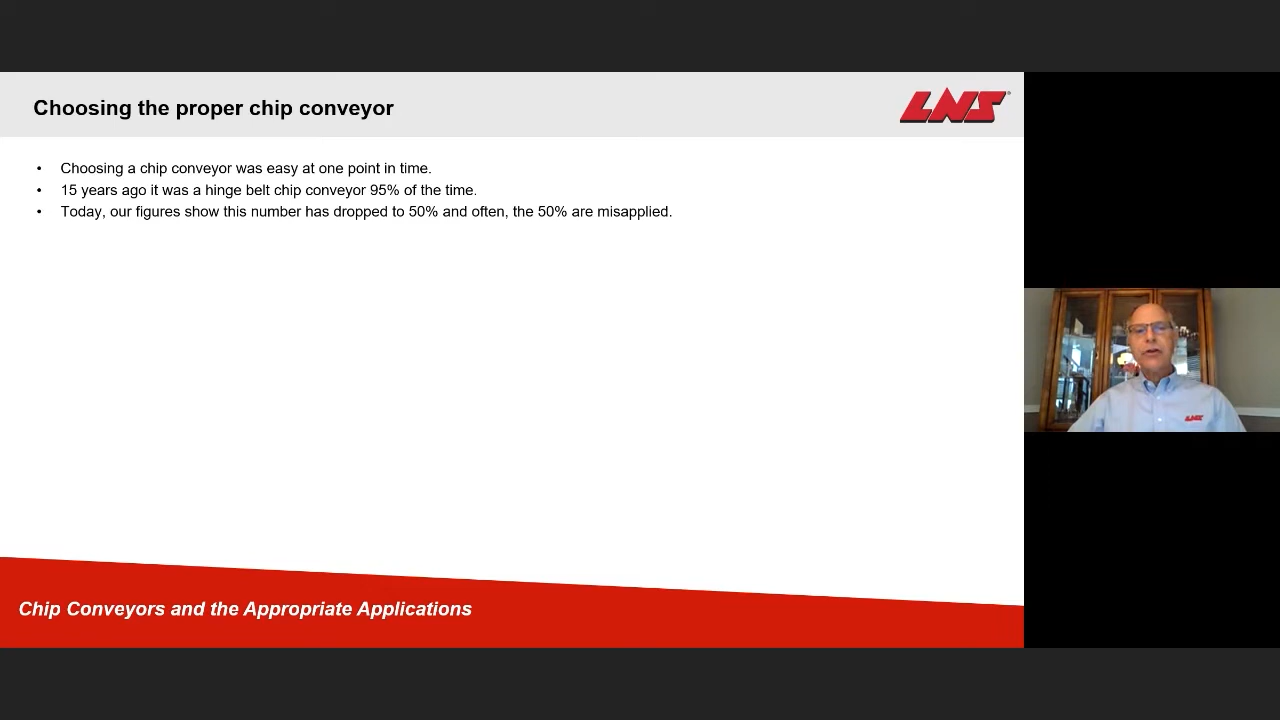 Choosing the proper chip conveyor
LNS
• Choosing a chip conveyor was easy at one point in time.
• 15 years ago it was a hinge belt chip conveyor 95% of the time.
• Today, our figures show this number has dropped to 50% and often, the 50% are misapplied.
LNS
Chip Conveyors and the Appropriate Applications